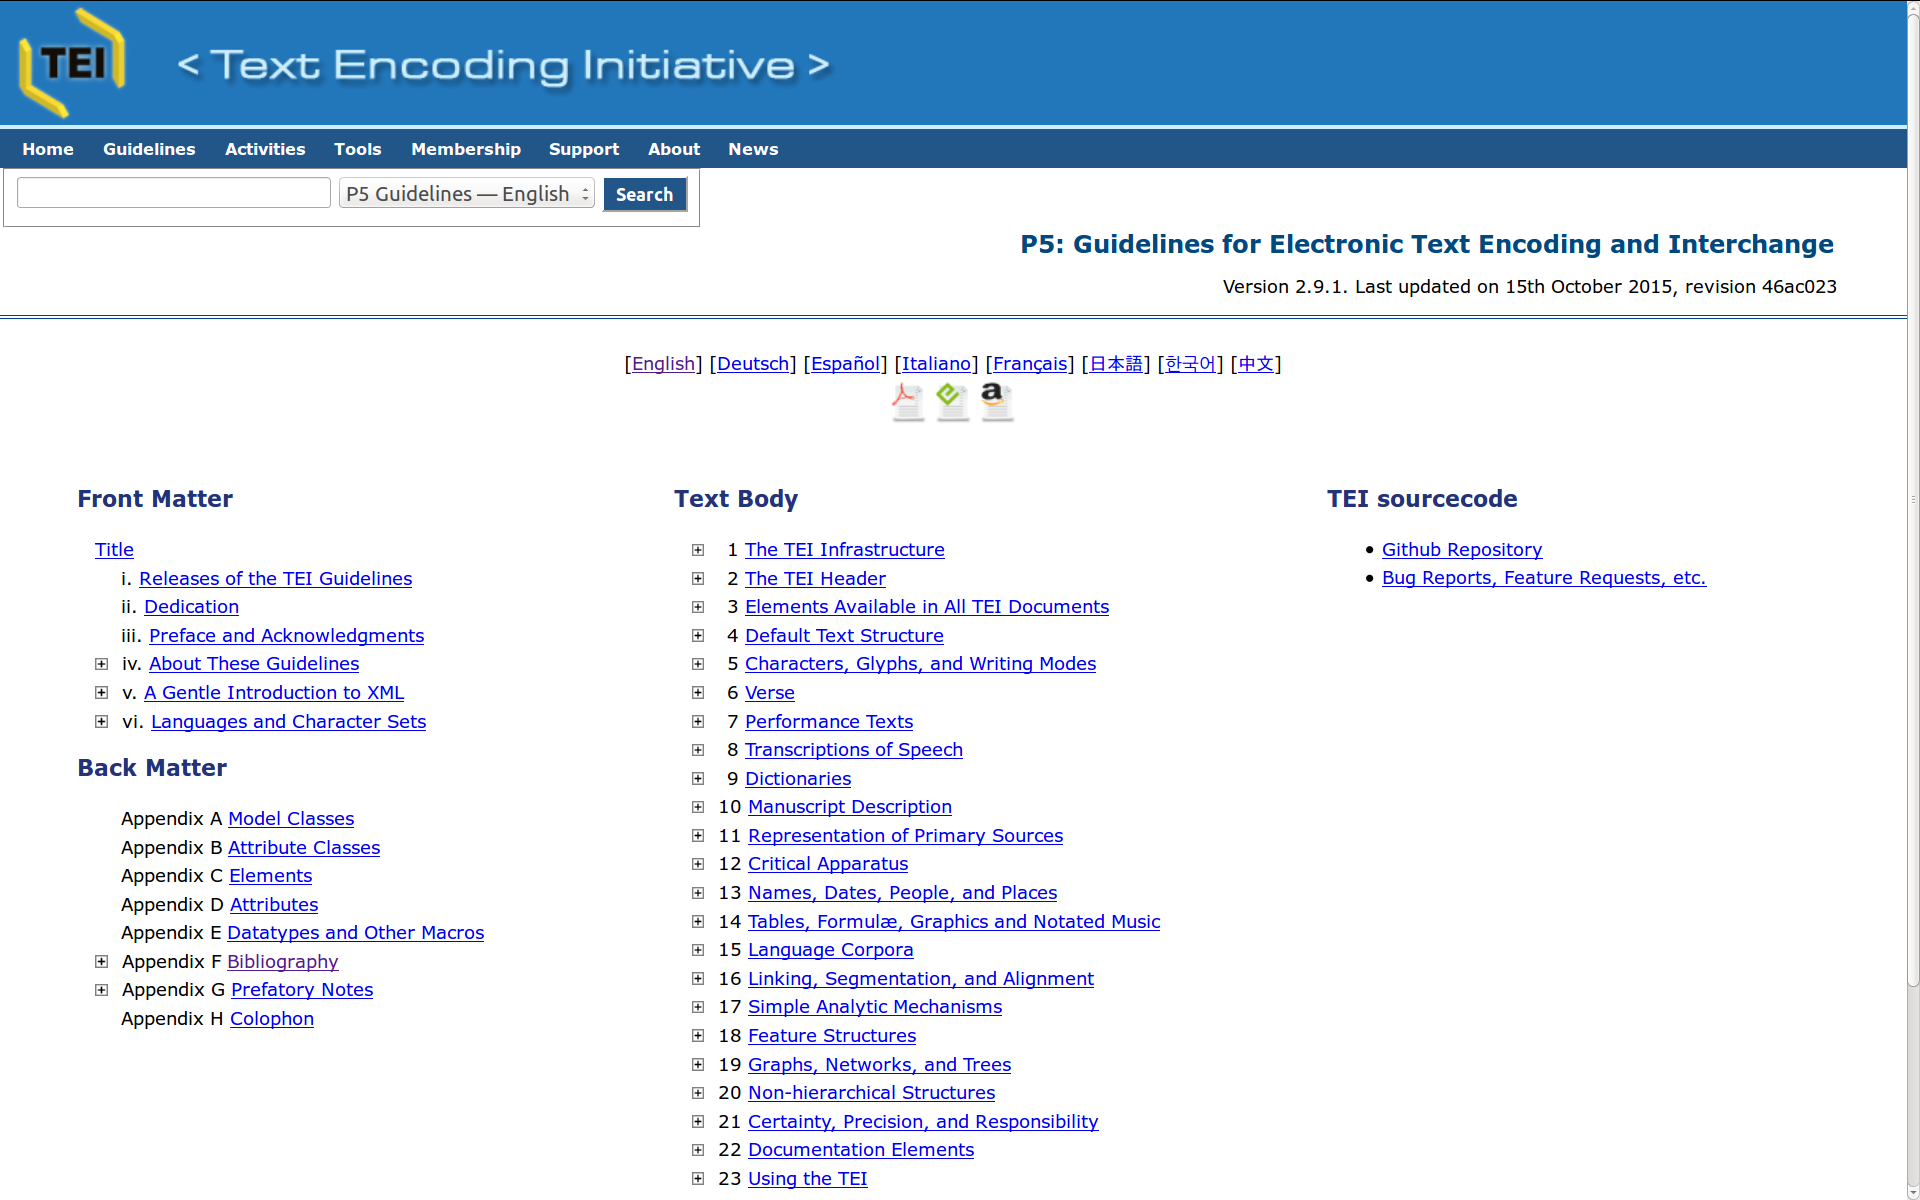 TEI
< Text Encoding Initiative >
Home Guidelines Activities Tools Membership Support About News
P5 Guidelines — English Search
P5: Guidelines for Electronic Text Encoding and Interchange
Version 2.9.1. Last updated on 15th October 2015, revision 46ac023
[English] [Deutsch] [Español] [Italiano] [Français] [日本語] [한국어] [中文]
Front Matter
Title
i. Releases of the TEI Guidelines
ii. Dedication
iii. Preface and Acknowledgments
iv. About These Guidelines
v. A Gentle Introduction to XML
vi. Languages and Character Sets
Back Matter
Appendix A Model Classes
Appendix B Attribute Classes
Appendix C Elements
Appendix D Attributes
Appendix E Datatypes and Other Macros
Appendix F Bibliography
Appendix G Prefatory Notes
Appendix H Colophon
Text Body
1 The TEI Infrastructure
2 The TEI Header
3 Elements Available in All TEI Documents
4 Default Text Structure
5 Characters, Glyphs, and Writing Modes
6 Verse
7 Performance Texts
8 Transcriptions of Speech
9 Dictionaries
10 Manuscript Description
11 Representation of Primary Sources
12 Critical Apparatus
13 Names, Dates, People, and Places
14 Tables, Formulæ, Graphics and Notated Music
15 Language Corpora
16 Linking, Segmentation, and Alignment
17 Simple Analytic Mechanisms
18 Feature Structures
19 Graphs, Networks, and Trees
20 Non-hierarchical Structures
21 Certainty, Precision, and Responsibility
22 Documentation Elements
23 Using the TEI
TEI sourcecode
• Github Repository
• Bug Reports, Feature Requests, etc.